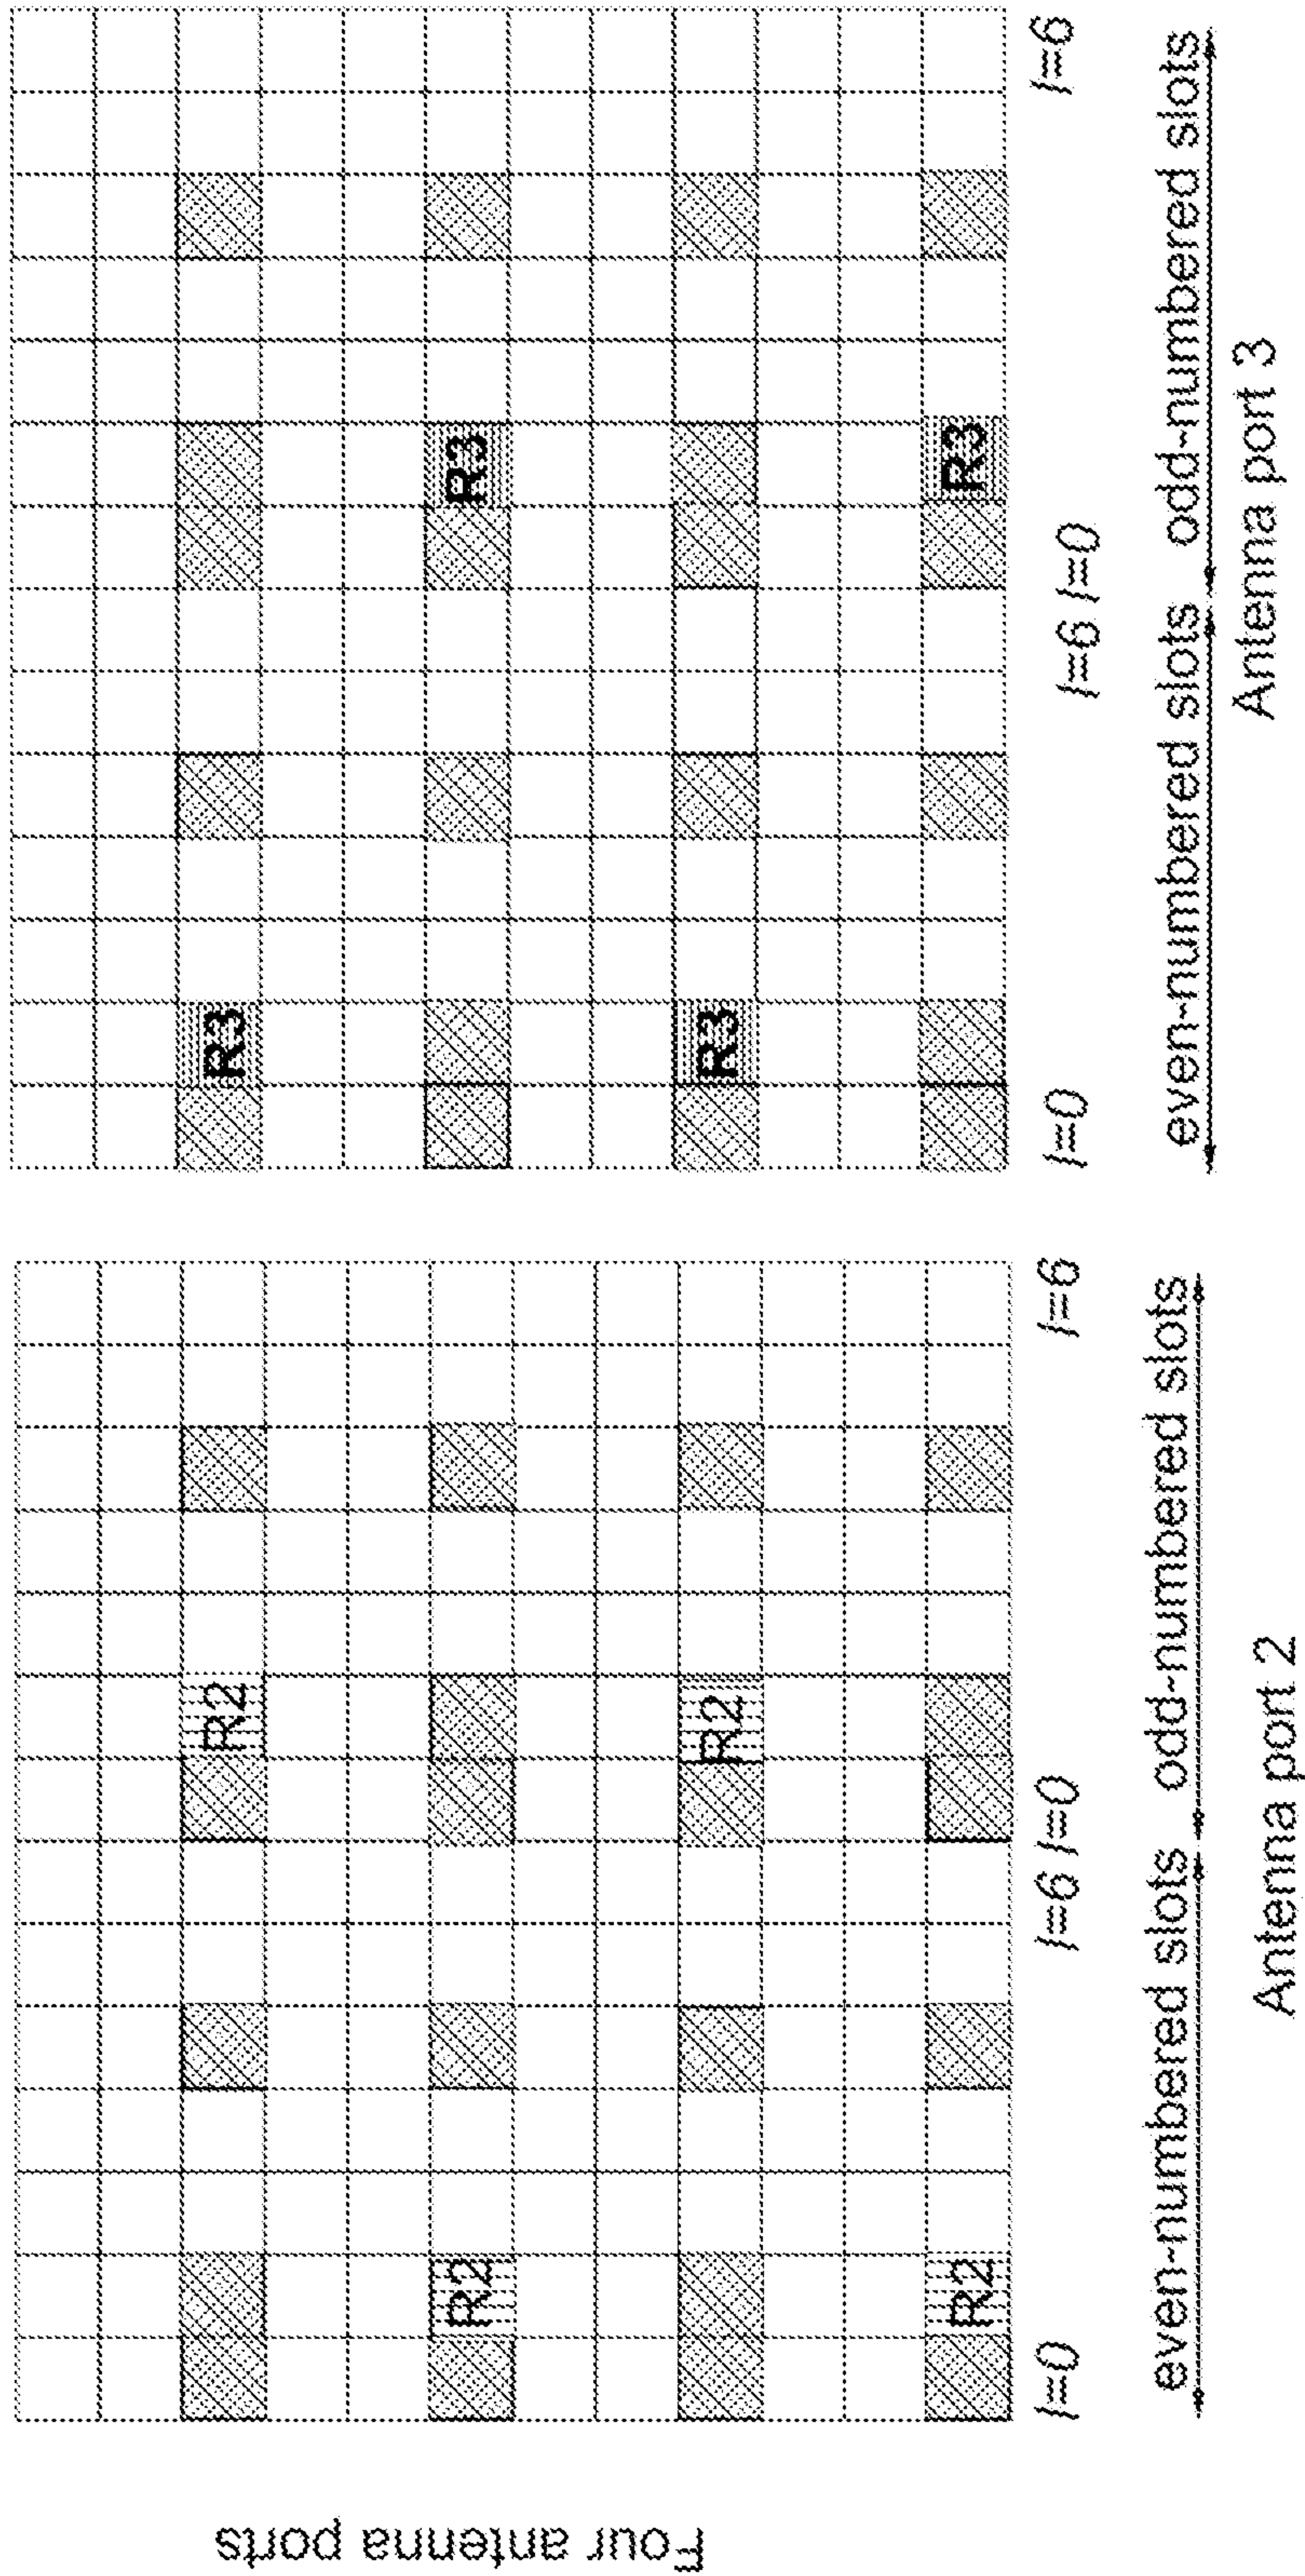 Four antenna ports
R2
R3
R2
R3
R2
R3
R2
R3
l=0
l=6 l=0
l=6
l=0
l=6 l=0
l=6
even-numbered slots
odd-numbered slots
even-numbered slots
odd-numbered slots
Antenna port 2
Antenna port 3